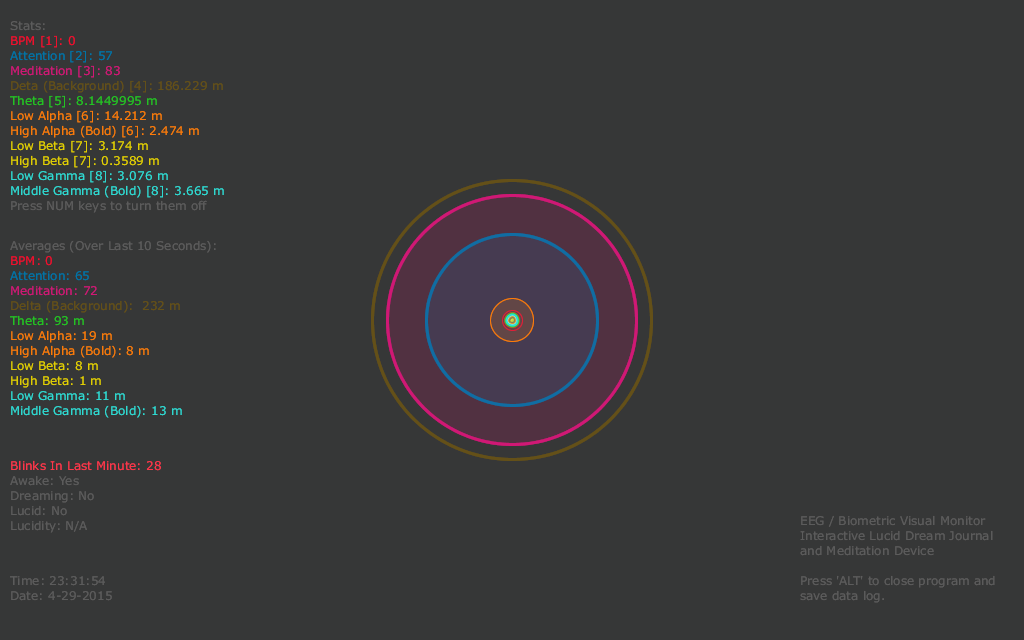 Stats:
BPM [1]: 0
Attention [2]: 57
Meditation [3]: 83
Deta (Background) [4]: 186.229 m
Theta [5]: 8.1449995 m
Low Alpha [6]: 14.212 m
High Alpha (Bold) [6]: 2.474 m
Low Beta [7]: 3.174 m
High Beta [7]: 0.3589 m
Low Gamma [8]: 3.076 m
Middle Gamma (Bold) [8]: 3.665 m
Press NUM keys to turn them off
Averages (Over Last 10 Seconds):
BPM: 0
Attention: 65
Meditation: 72
Delta (Background):  232 m
Theta: 93 m
Low Alpha: 19 m
High Alpha (Bold): 8 m
Low Beta: 8 m
High Beta: 1 m
Low Gamma: 11 m
Middle Gamma (Bold): 13 m
Blinks In Last Minute: 28
Awake: Yes
Dreaming: No
Lucid: No
Lucidity: N/A
Time: 23:31:54
Date: 4-29-2015
EEG / Biometric Visual Monitor
Interactive Lucid Dream Journal
and Meditation Device
Press 'ALT' to close program and
save data log.